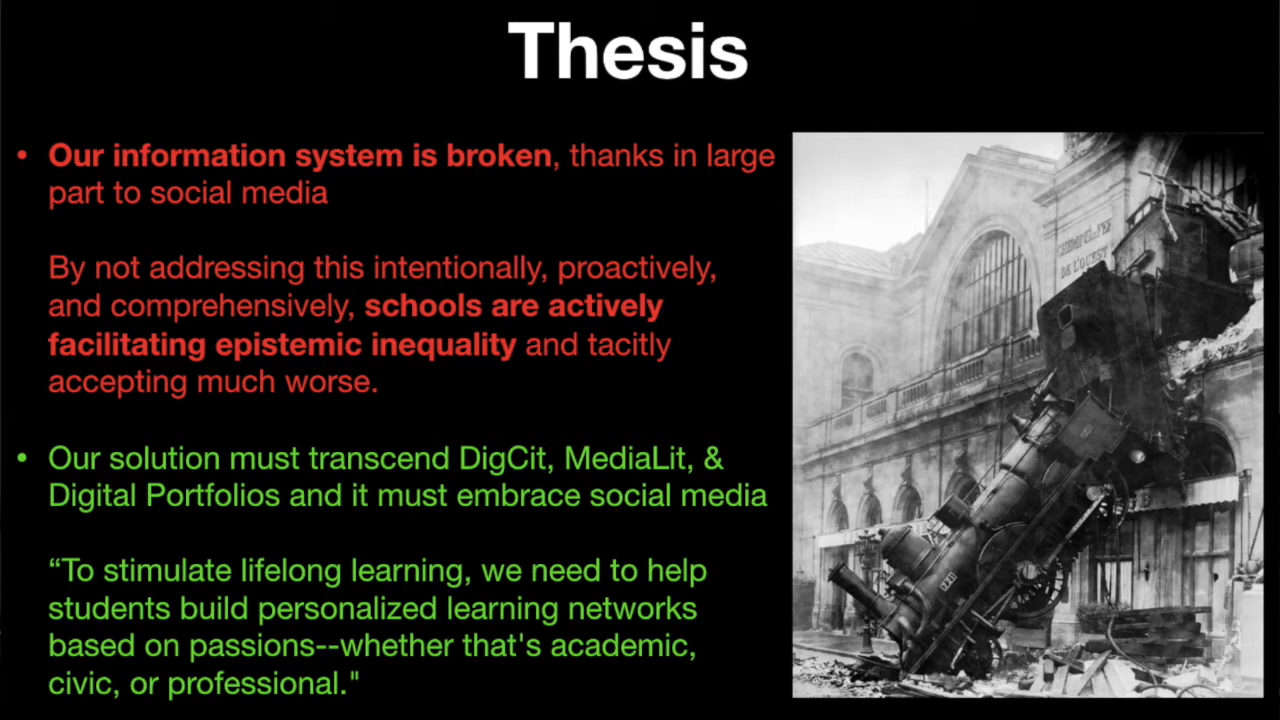 Thesis
• Our information system is broken, thanks in large
part to social media
By not addressing this intentionally, proactively,
and comprehensively, schools are actively
facilitating epistemic inequality and tacitly
accepting much worse.
• Our solution must transcend DigCit, MediaLit, &
Digital Portfolios and it must embrace social media
“To stimulate lifelong learning, we need to help
students build personalized learning networks
based on passions--whether that's academic,
civic, or professional."
DE L'OUEST
721